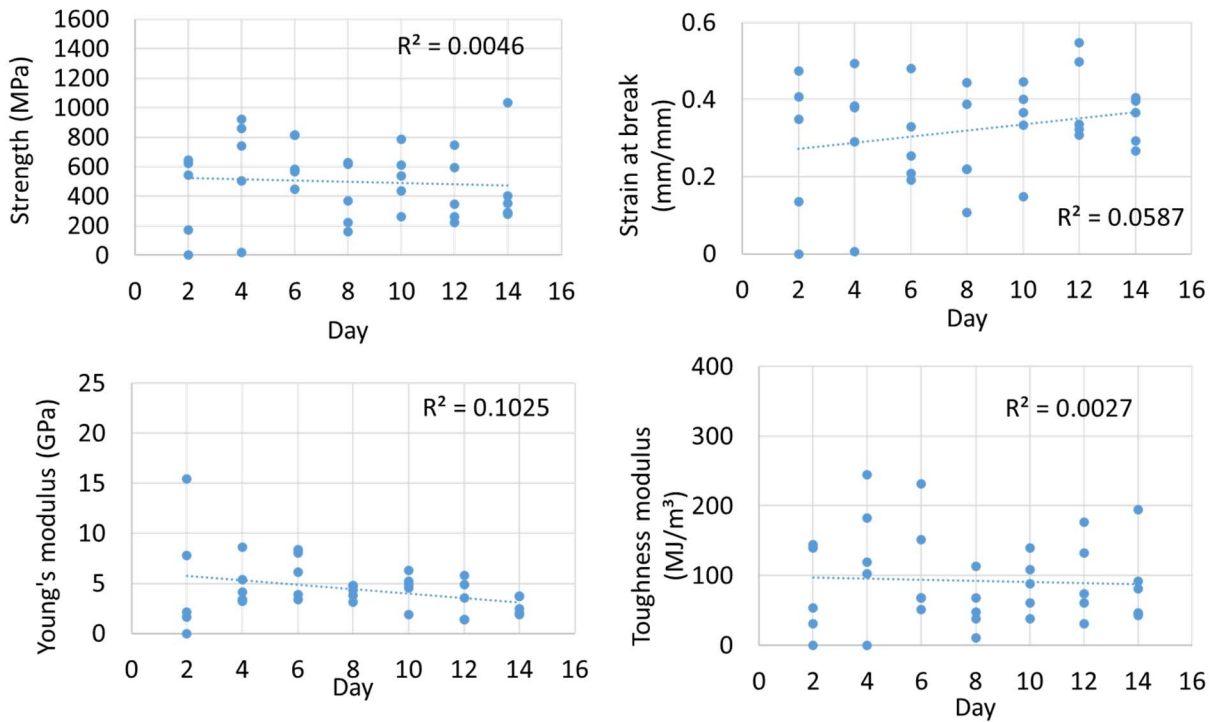 Strength (MPa)
1600
1400
1200
1000
800
600
400
200
0
R² = 0.0046
0 2 4 6 8 10 12 14 16
Day
Strain at break
(mm/mm)
0.6
0.4
0.2
0
R² = 0.0587
0 2 4 6 8 10 12 14 16
Day
Young's modulus (GPa)
25
20
15
10
5
0
R² = 0.1025
0 2 4 6 8 10 12 14 16
Day
Toughness modulus
(MJ/m³)
400
300
200
100
0
R² = 0.0027
0 2 4 6 8 10 12 14 16
Day